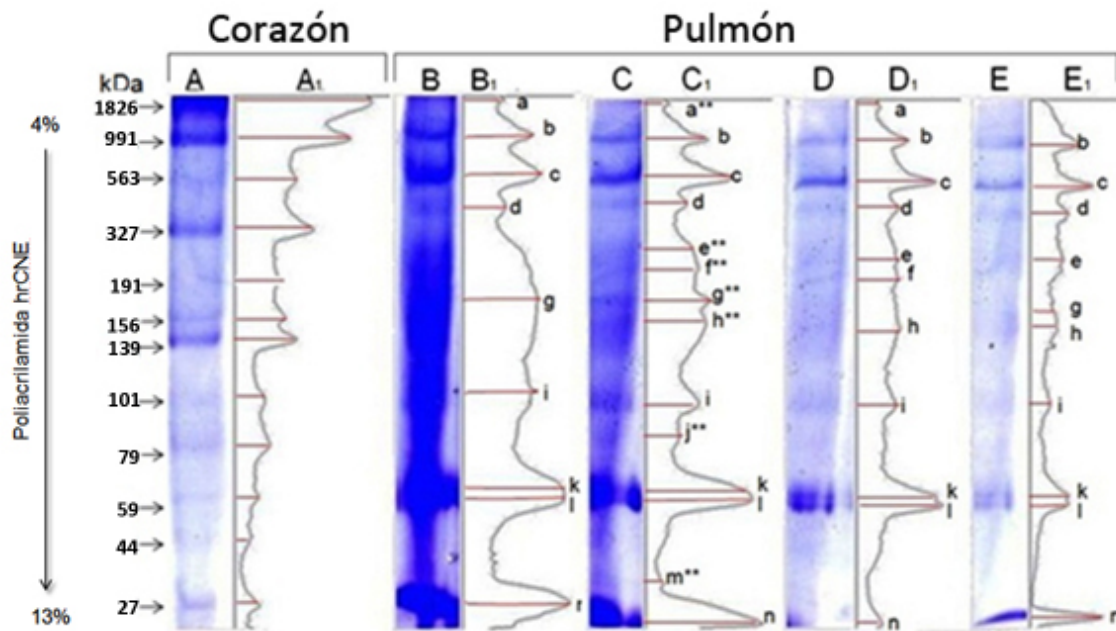 Corazón
Pulmón
kDa
A
A1
B
B1
C
C1
D
D1
E
E1
4%
Poliacrilamida hrCNE
13%
1826
991
563
327
191
156
139
101
79
59
44
27
a
b
c
d
g
i
k
l
r
a**
b
c
d
e**
f**
g**
h**
i
j**
k
l
m**
n
a
b
c
d
e
f
h
i
k
l
n
b
c
d
e
g
h
i
k
l